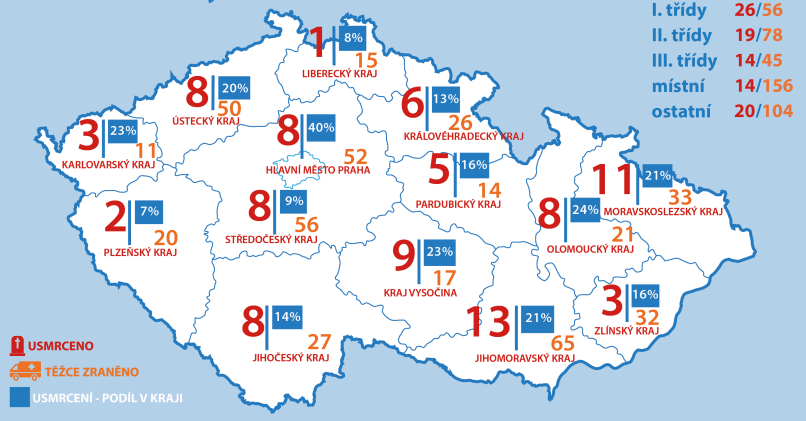 I. třídy 26/56
II. třídy 19/78
III. třídy 14/45
místní 14/156
ostatní 20/104
1 8% 15
LIBERECKÝ KRAJ
8 20% 50
ÚSTECKÝ KRAJ
6 13% 26
KRÁLOVÉHRADECKÝ KRAJ
3 23% 11
KARLOVARSKÝ KRAJ
8 40% 52
HLAVNÍ MĚSTO PRAHA
5 16% 14
PARDUBICKÝ KRAJ
11 21% 33
MORAVSKOSLEZSKÝ KRAJ
2 7% 20
PLZEŇSKÝ KRAJ
8 9% 56
STŘEDOČESKÝ KRAJ
8 24% 21
OLOMOUCKÝ KRAJ
9 23% 17
KRAJ VYSOČINA
3 16% 32
ZLÍNSKÝ KRAJ
8 14% 27
JIHOČESKÝ KRAJ
13 21% 65
JIHOMORAVSKÝ KRAJ
USMRCENO
TĚŽCE ZRANĚNO
USMRCENÍ - PODÍL V KRAJI